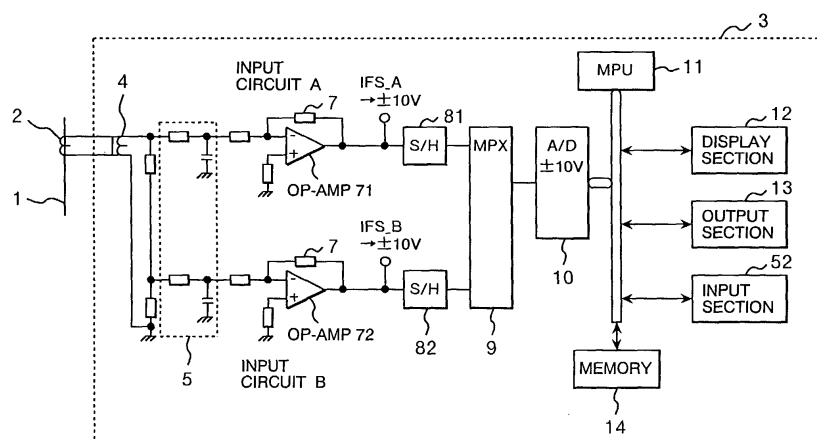 3
INPUT
CIRCUIT A
IFS_A
→±10V
MPU
11
2
4
7
81
12
S/H
MPX
A/D
±10V
DISPLAY
SECTION
-
+
OP-AMP 71
1
13
IFS_B
→±10V
OUTPUT
SECTION
7
10
52
S/H
INPUT
SECTION
-
+
OP-AMP 72
82
9
5
INPUT
CIRCUIT B
MEMORY
14